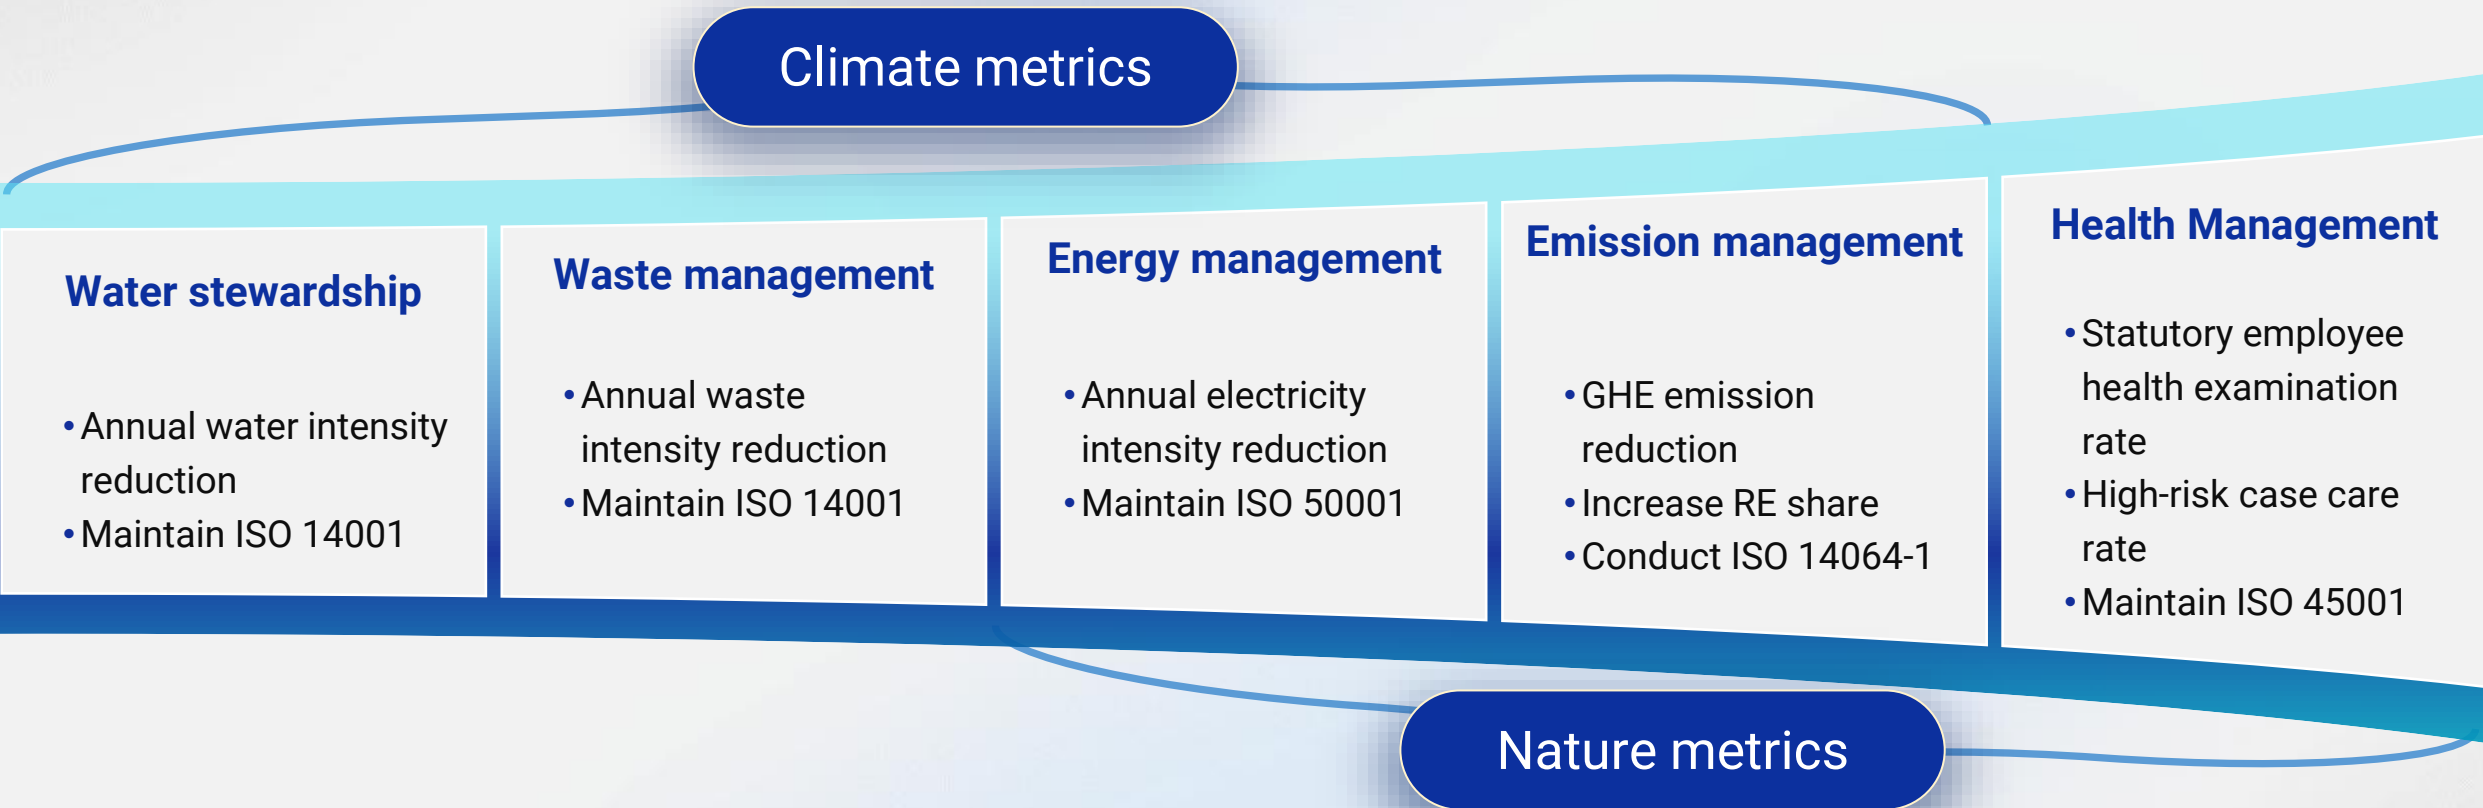 Climate metrics
Water stewardship
•Annual water intensity
reduction
•Maintain ISO 14001
Waste management
•Annual waste
intensity reduction
•Maintain ISO 14001
Energy management
•Annual electricity
intensity reduction
•Maintain ISO 50001
Emission management
•GHE emission
reduction
•Increase RE share
•Conduct ISO 14064-1
Health Management
•Statutory employee
health examination
rate
•High-risk case care
rate
•Maintain ISO 45001
Nature metrics